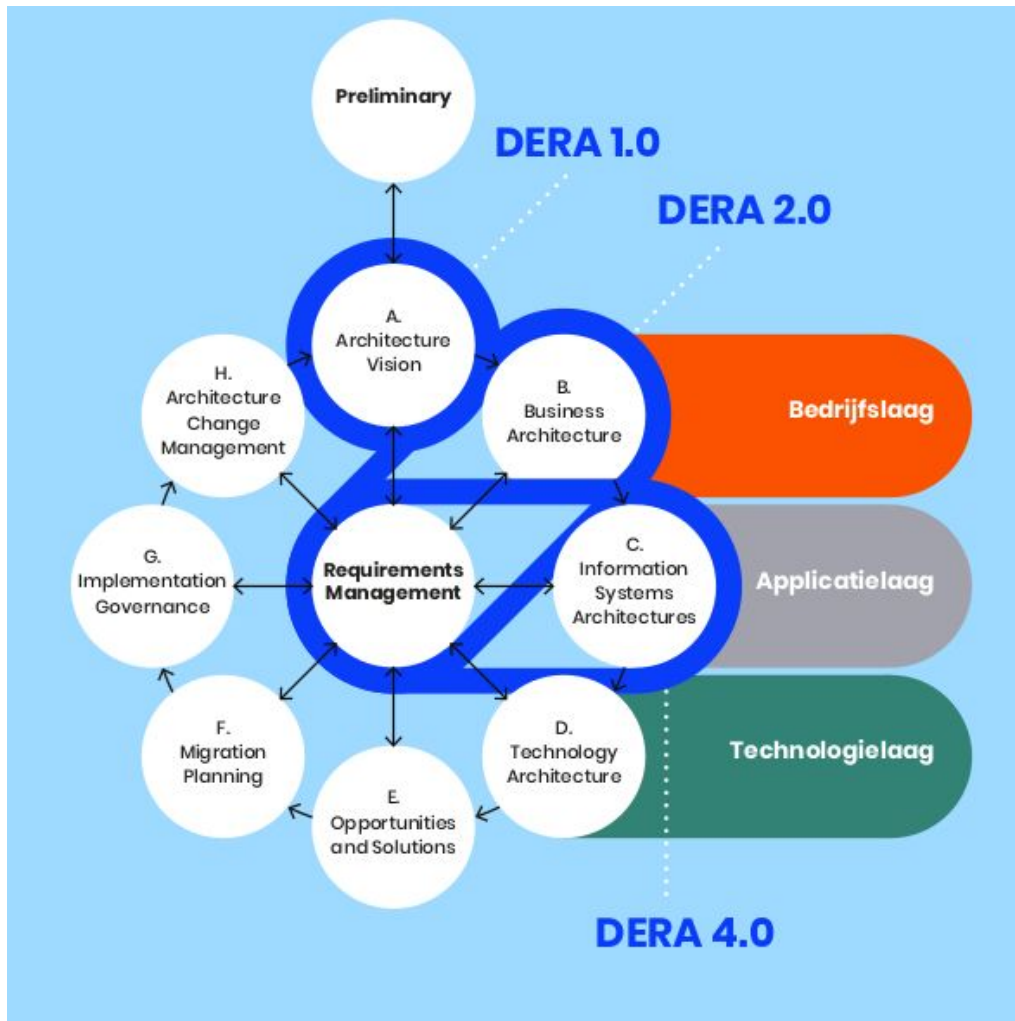 Preliminary
DERA 1.0
DERA 2.0
A.
Architecture
Vision
H.
Architecture
Change
Management
B.
Business
Architecture
Bedrijfslaag
G.
Implementation
Governance
Requirements
Management
C.
Information
Systems
Architectures
Applicatielaag
F.
Migration
Planning
E.
Opportunities
and Solutions
D.
Technology
Architecture
Technologielaag
DERA 4.0